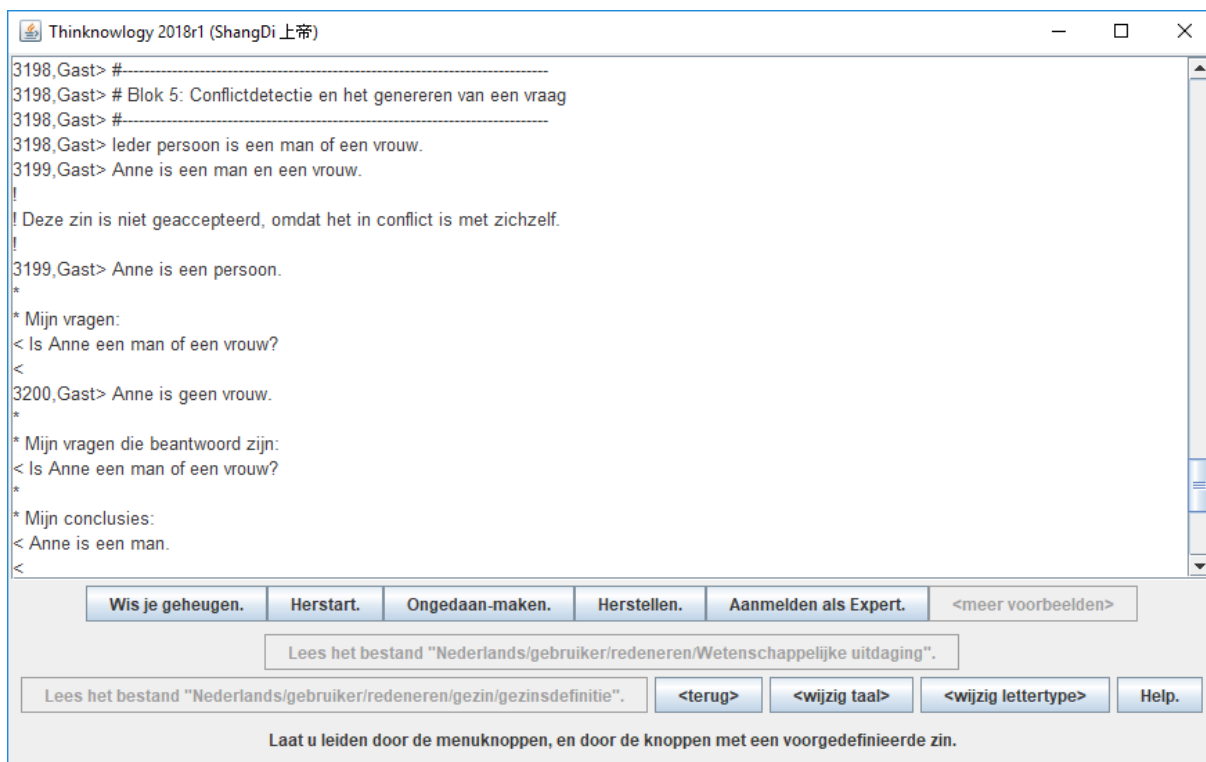 Thinknowlogy 2018r1 (ShangDi 上帝)
3198,Gast> #------------------------------------------------------------------------------
3198,Gast> # Blok 5: Conflictdetectie en het genereren van een vraag
3198,Gast> #------------------------------------------------------------------------------
3198,Gast> Ieder persoon is een man of een vrouw.
3199,Gast> Anne is een man en een vrouw.
!
! Deze zin is niet geaccepteerd, omdat het in conflict is met zichzelf.
!
3199,Gast> Anne is een persoon.
*
* Mijn vragen:
< Is Anne een man of een vrouw?
<
3200,Gast> Anne is geen vrouw.
*
* Mijn vragen die beantwoord zijn:
< Is Anne een man of een vrouw?
*
* Mijn conclusies:
< Anne is een man.
<
Wis je geheugen. Herstart. Ongedaan-maken. Herstellen. Aanmelden als Expert. <meer voorbeelden>
Lees het bestand "Nederlands/gebruiker/redeneren/Wetenschappelijke uitdaging".
Lees het bestand "Nederlands/gebruiker/redeneren/gezin/gezinsdefinitie". <terug> <wijzig taal> <wijzig lettertype> Help.
Laat u leiden door de menuknoppen, en door de knoppen met een voorgedefinieerde zin.